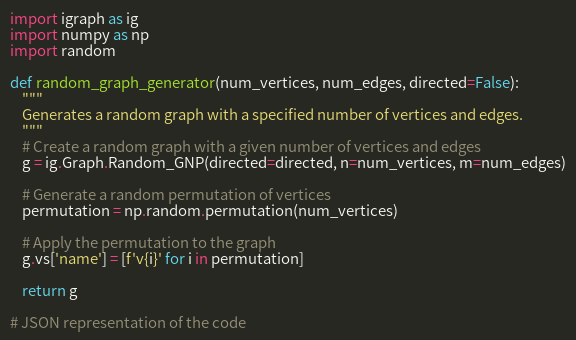 import igraph as ig
import numpy as np
import random
def random_graph_generator(num_vertices, num_edges, directed=False):
"""
Generates a random graph with a specified number of vertices and edges.
"""
# Create a random graph with a given number of vertices and edges
g = ig.Graph.Random_GNP(directed=directed, n=num_vertices, m=num_edges)
# Generate a random permutation of vertices
permutation = np.random.permutation(num_vertices)
# Apply the permutation to the graph
g.vs['name'] = [f'v{i}' for i in permutation]
return g
# JSON representation of the code